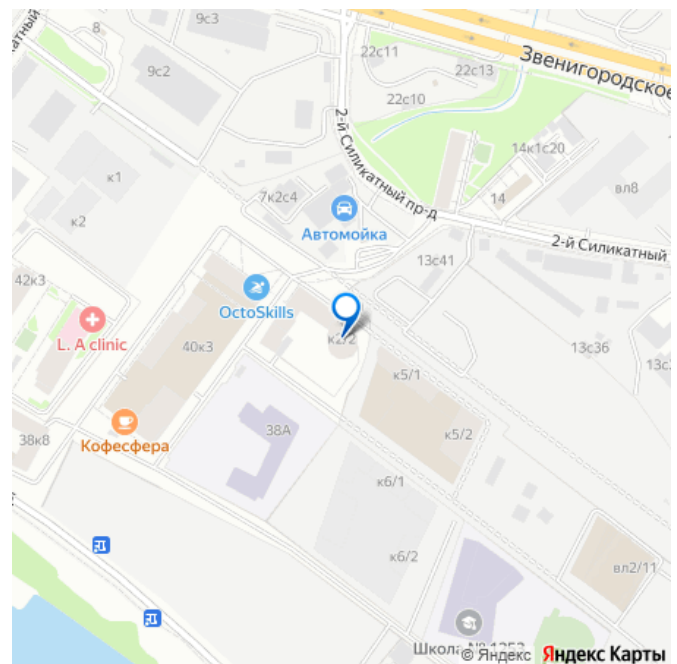 9с3
8
22с11
Звенигородское
9с2
22с13
22с10
2-й Силикатный пр-д
14к1с20
к1
7к2с4
14
вл8
к2
Автомойка
2-й Силикатный
13с41
42к3
OctoSkills
L. A clinic
40к3
к2/2
13с36
к5/1
38А
38к8
Кофесфера
к5/2
к6/1
к6/2
вл2/11
Школа №
© Яндекс Яндекс Карты